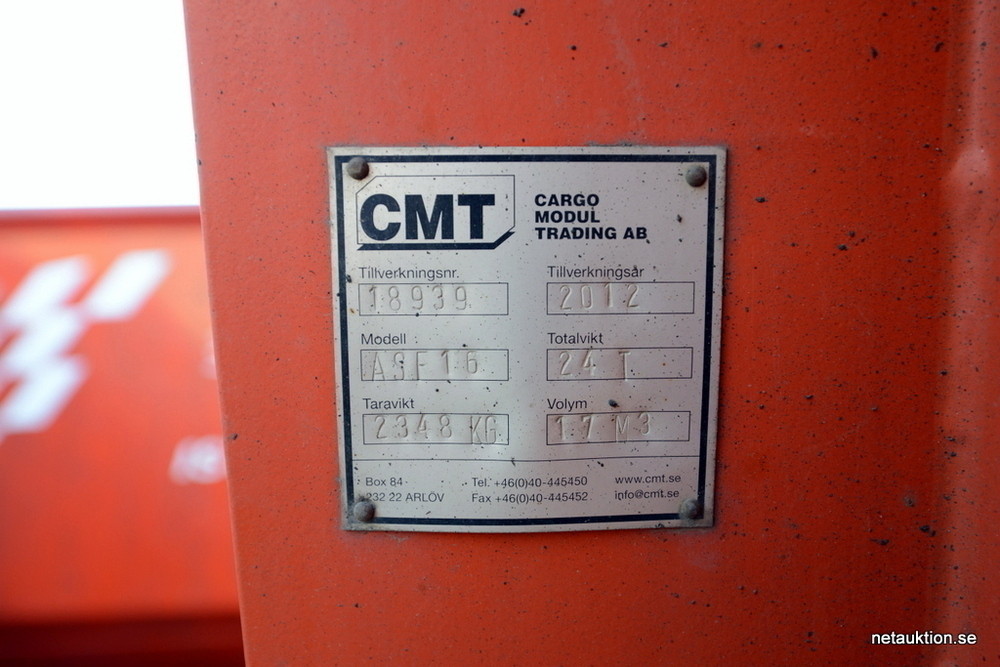 CMT
CARGO
MODUL
TRADING AB
Tillverkningsnr. Tillverkningsår
18939 2012
Modell Totalvikt
ASF16 24 T
Taravikt Volym
2348 KG 17 M3
Box 84 Tel. +46(0)40-445450 www.cmt.se
232 22 ARLÖV Fax +46(0)40-445452 info@cmt.se
netauktion.se